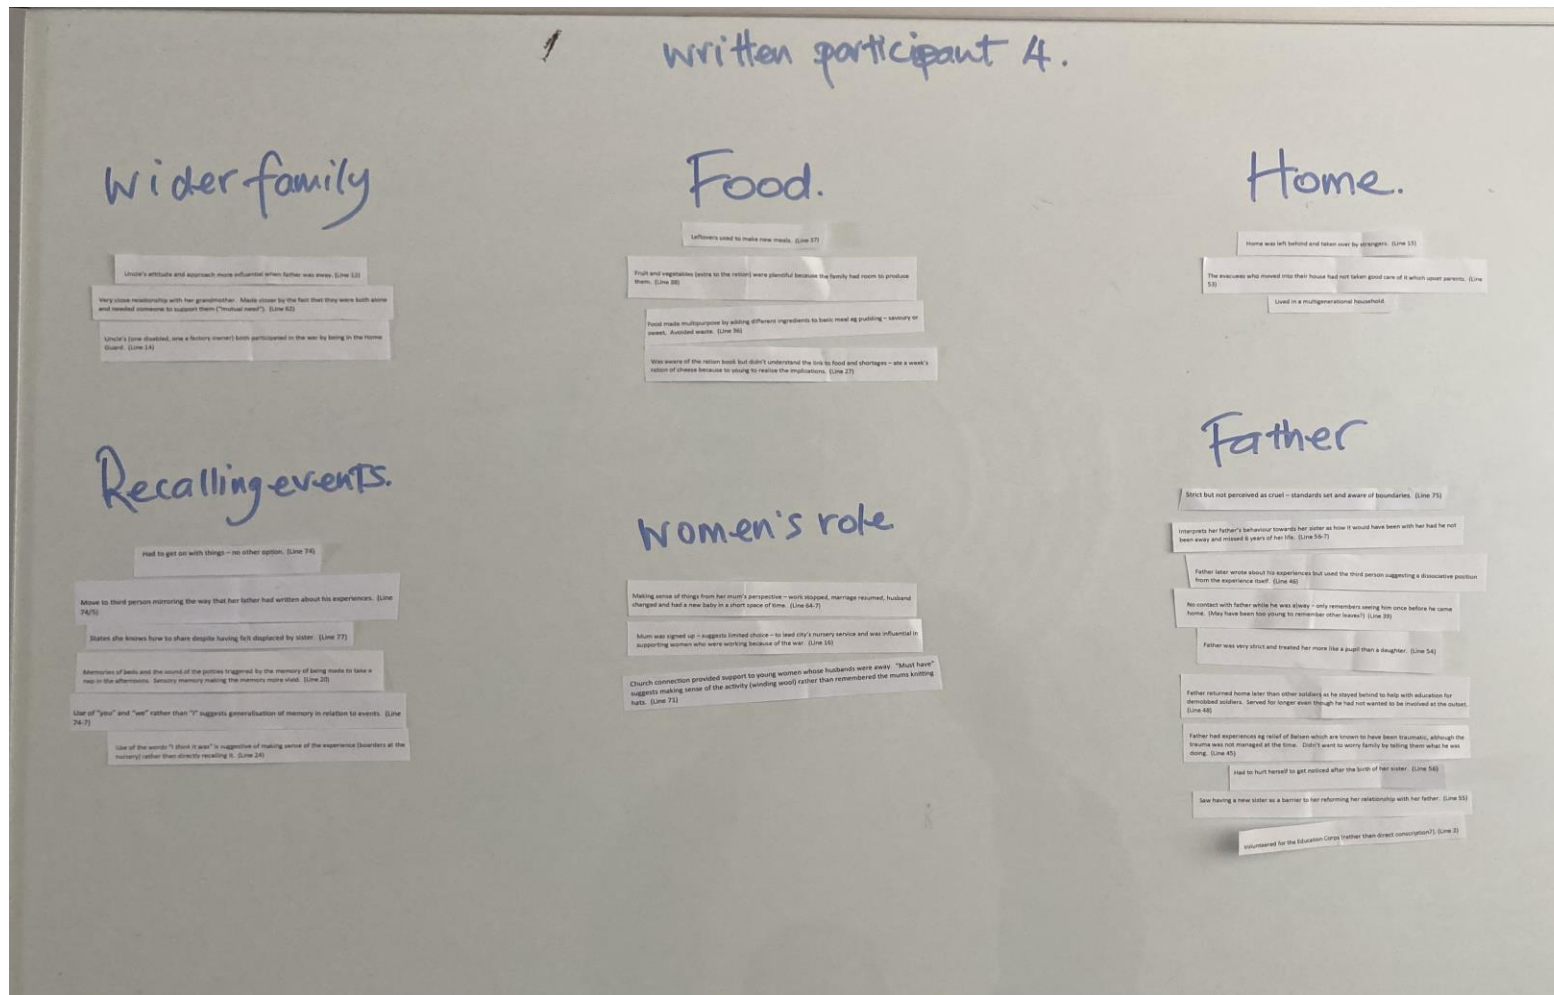 written participant 4.
Wider family
Uncle's attitude and approach more influential when father was away. (Line 12)
Very close relationship with her grandmother. Made closer by the fact that they were both alone
and needed someone to support them ("mutual need"). (Line 62)
Uncle's (one disabled, one a factory owner) both participated in the war by being in the Home
Guard. (Line 14)
Food.
Leftovers used to make new meals. (Line 37)
Fruit and vegetables (extra to the ration) were plentiful because the family had room to produce
them. (Line 38)
Food made multipurpose by adding different ingredients to basic meal eg pudding – savoury or
sweet. Avoided waste. (Line 36)
Was aware of the ration book but didn't understand the link to food and shortages – ate a week's
ration of cheese because to young to realise the implications. (Line 27)
Home.
Home was left behind and taken over by strangers. (Line 15)
The evacuees who moved into their house had not taken good care of it which upset parents. (Line
53)
Lived in a multigenerational household.
Recalling events.
Had to get on with things – no other option. (Line 74)
Move to third person mirroring the way that her father had written about his experiences. (Line
74/5)
States she knows how to share despite having felt displaced by sister. (Line 77)
Memories of beds and the sound of the potties triggered by the memory of being made to take a
nap in the afternoons. Sensory memory making the memory more vivid. (Line 20)
Use of "you" and "we" rather than "I" suggests generalisation of memory in relation to events. (Line
74-7)
Use of the words "I think it was" is suggestive of making sense of the experience (boarders at the
nursery) rather than directly recalling it. (Line 24)
Women's role
Making sense of things from her mum's perspective – work stopped, marriage resumed, husband
changed and had a new baby in a short space of time. (Line 64-7)
Mum was signed up – suggests limited choice – to lead city's nursery service and was influential in
supporting women who were working because of the war. (Line 16)
Church connection provided support to young women whose husbands were away. "Must have"
suggests making sense of the activity (winding wool) rather than remembered the mums knitting
hats. (Line 71)
Father
Strict but not perceived as cruel – standards set and aware of boundaries. (Line 75)
Interprets her father's behaviour towards her sister as how it would have been with her had he not
been away and missed 6 years of her life. (Line 56-7)
Father later wrote about his experiences but used the third person suggesting a dissociative position
from the experience itself. (Line 46)
No contact with father while he was away – only remembers seeing him once before he came
home. (May have been too young to remember other leaves?) (Line 39)
Father was very strict and treated her more like a pupil than a daughter. (Line 54)
Father returned home later than other soldiers as he stayed behind to help with education for
demobbed soldiers. Served for longer even though he had not wanted to be involved at the outset.
(Line 48)
Father had experiences eg relief of Belsen which are known to have been traumatic, although the
trauma was not managed at the time. Didn't want to worry family by telling them what he was
doing. (Line 45)
Had to hurt herself to get noticed after the birth of her sister. (Line 56)
Saw having a new sister as a barrier to her reforming her relationship with her father. (Line 55)
Volunteered for the Education Corps (rather than direct conscription?). (Line 2)